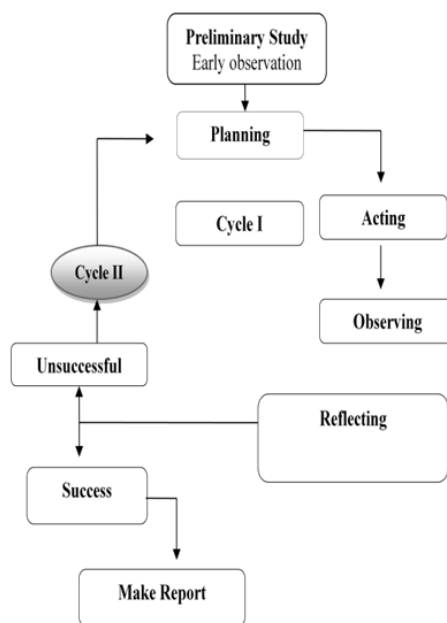 Preliminary Study
Early observation
Planning
Cycle I
Acting
Cycle II
Observing
Unsuccessful
Reflecting
Success
Make Report